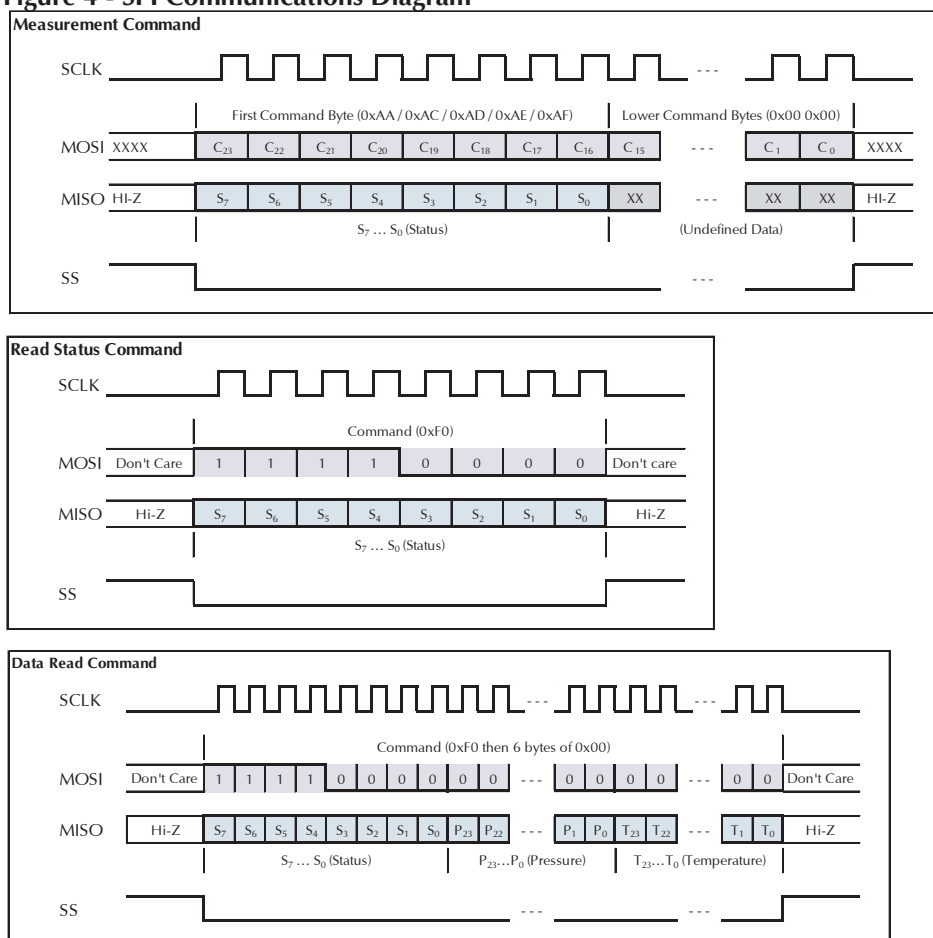 Figure 4 - SPI Communications Diagram
Measurement Command
SCLK
- - -
First Command Byte (0xAA / 0xAC / 0xAD / 0xAE / 0xAF) Lower Command Bytes (0x00 0x00)
MOSI XXXX C23 C22 C21 C20 C19 C18 C17 C16 C15 - - - C1 C0 XXXX
MISO HI-Z S7 S6 S5 S4 S3 S2 S1 S0 XX - - - XX XX HI-Z
S7 … S0 (Status) (Undefined Data)
SS - - -
Read Status Command
SCLK
Command (0xF0)
MOSI Don't Care 1 1 1 1 0 0 0 0 Don't care
MISO Hi-Z S7 S6 S5 S4 S3 S2 S1 S0 Hi-Z
S7 … S0 (Status)
SS
Data Read Command
SCLK - - - - - -
Command (0xF0 then 6 bytes of 0x00)
MOSI Don't Care 1 1 1 1 0 0 0 0 0 0 - - - 0 0 0 0 - - - 0 0 Don't Care
MISO Hi-Z S7 S6 S5 S4 S3 S2 S1 S0 P23 P22 - - - P1 P0 T23 T22 - - - T1 T0 Hi-Z
S7 … S0 (Status) P23…P0 (Pressure) T23…T0 (Temperature)
SS - - - - - -